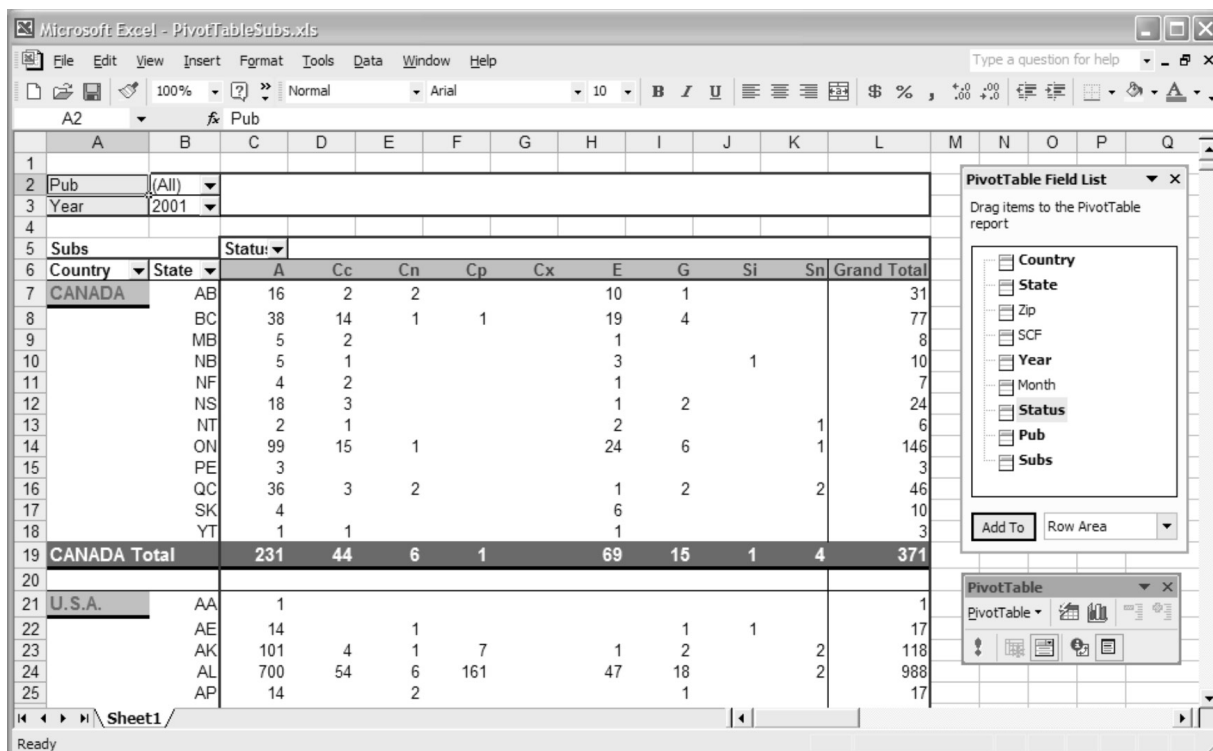 Microsoft Excel - PivotTableSubs.xls
File Edit View Insert Format Tools Data Window Help Type a question for help
100% Normal Arial 10 B I U $ % ,
A2 fx Pub
A B C D E F G H I J K L M N O P Q
1
2 Pub (All)
3 Year 2001
4
5 Subs Statu:
6 Country State A Cc Cn Cp Cx E G Si Sn Grand Total
7 CANADA AB 16 2 2 10 1 31
8 BC 38 14 1 1 19 4 77
9 MB 5 2 1 8
10 NB 5 1 3 1 10
11 NF 4 2 1 7
12 NS 18 3 1 2 24
13 NT 2 1 2 1 6
14 ON 99 15 1 24 6 1 146
15 PE 3 3
16 QC 36 3 2 1 2 2 46
17 SK 4 6 10
18 YT 1 1 1 3
19 CANADA Total 231 44 6 1 69 15 1 4 371
20
21 U.S.A. AA 1 1
22 AE 14 1 1 1 17
23 AK 101 4 1 7 1 2 2 118
24 AL 700 54 6 161 47 18 2 988
25 AP 14 2 1 17
Sheet1
Ready
PivotTable Field List
Drag items to the PivotTable
report
Country
State
Zip
SCF
Year
Month
Status
Pub
Subs
Add To Row Area
PivotTable
PivotTable